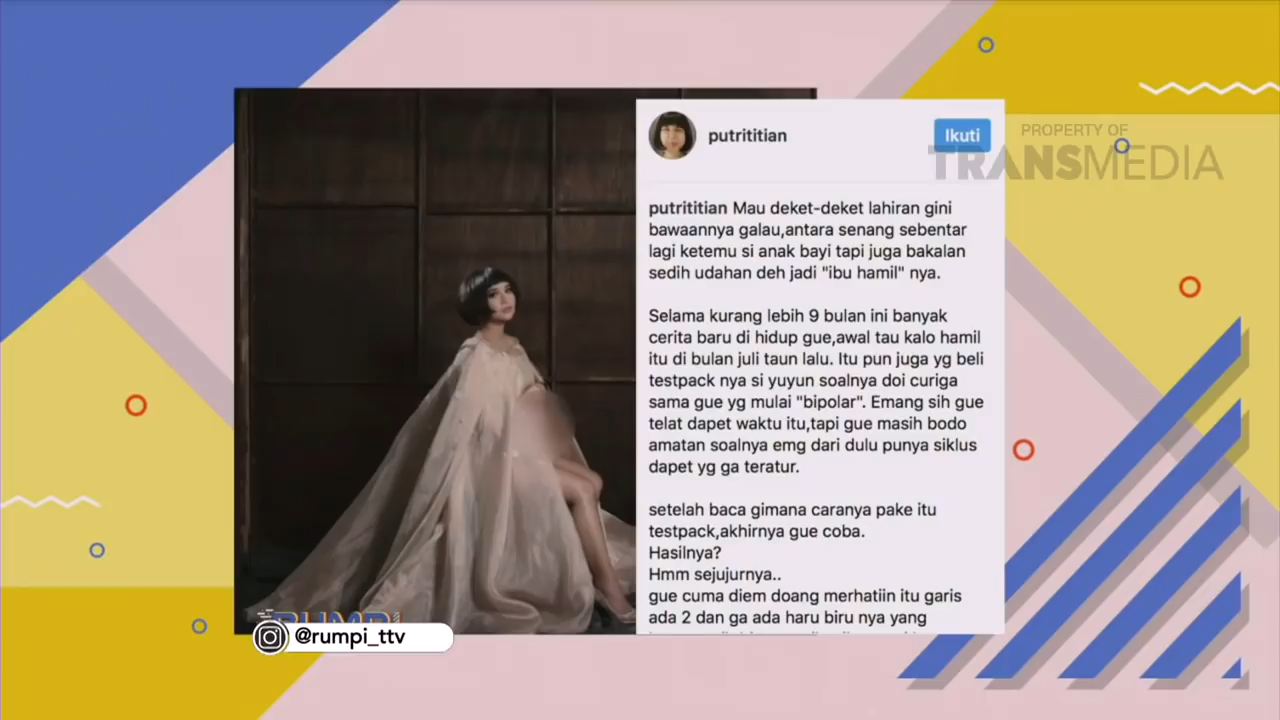 putrititian
Ikuti
PROPERTY OF
TRANSMEDIA
putrititian Mau deket-deket lahiran gini
bawaannya galau,antara senang sebentar
lagi ketemu si anak bayi tapi juga bakalan
sedih udahan deh jadi "ibu hamil" nya.
Selama kurang lebih 9 bulan ini banyak
cerita baru di hidup gue,awal tau kalo hamil
itu di bulan juli taun lalu. Itu pun juga yg beli
testpack nya si yuyun soalnya doi curiga
sama gue yg mulai "bipolar". Emang sih gue
telat dapet waktu itu,tapi gue masih bodo
amatan soalnya emg dari dulu punya siklus
dapet yg ga teratur.
setelah baca gimana caranya pake itu
testpack,akhirnya gue coba.
Hasilnya?
Hmm sejujurnya..
gue cuma diem doang merhatiin itu garis
ada 2 dan ga ada haru biru nya yang
RUMPI
@rumpi_ttv